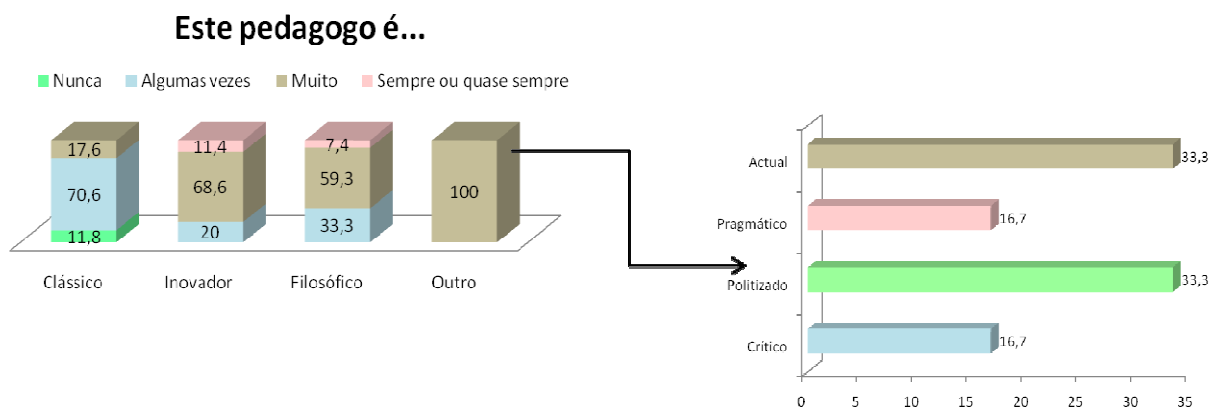 Este pedagogo é...
Nunca Algumas vezes Muito Sempre ou quase sempre
17,6 11,4 7,4
70,6 68,6 59,3 100
11,8 20 33,3
Clássico Inovador Filosófico Outro
Actual 33,3
Pragmático 16,7
Politizado 33,3
Crítico 16,7
0 5 10 15 20 25 30 35